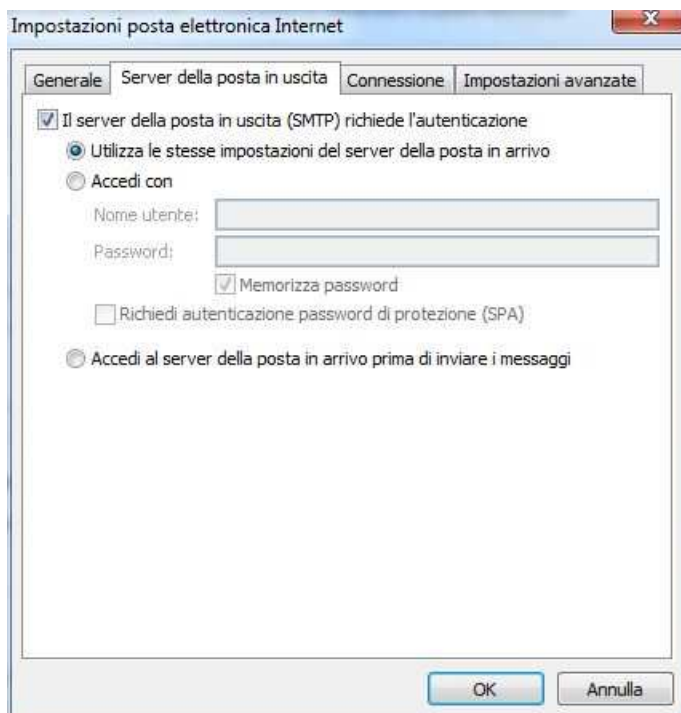 Impostazioni posta elettronica Internet
Generale Server della posta in uscita Connessione Impostazioni avanzate
Il server della posta in uscita (SMTP) richiede l'autenticazione
Utilizza le stesse impostazioni del server della posta in arrivo
Accedi con
Nome utente:
Password:
Memorizza password
Richiedi autenticazione password di protezione (SPA)
Accedi al server della posta in arrivo prima di inviare i messaggi
OK Annulla